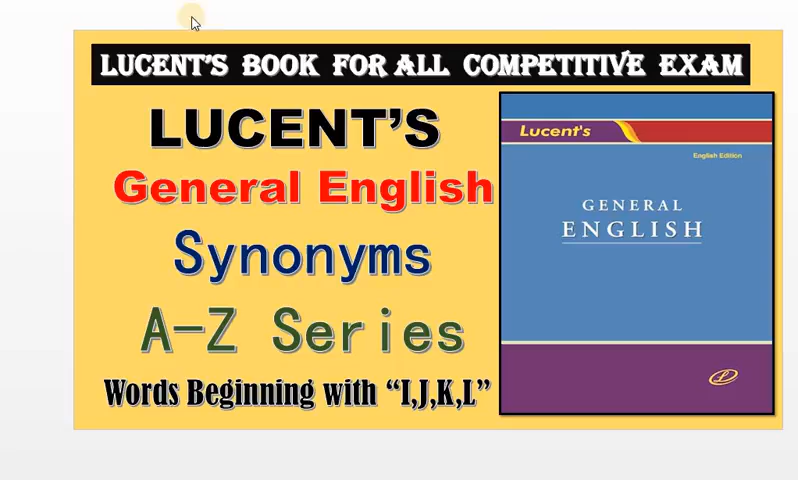 LUCENT'S BOOK FOR ALL COMPETITIVE EXAM
LUCENT'S
General English
Synonyms
A-Z Series
Words Beginning with “I,J,K,L”
Lucent's
English Edition
GENERAL
ENGLISH